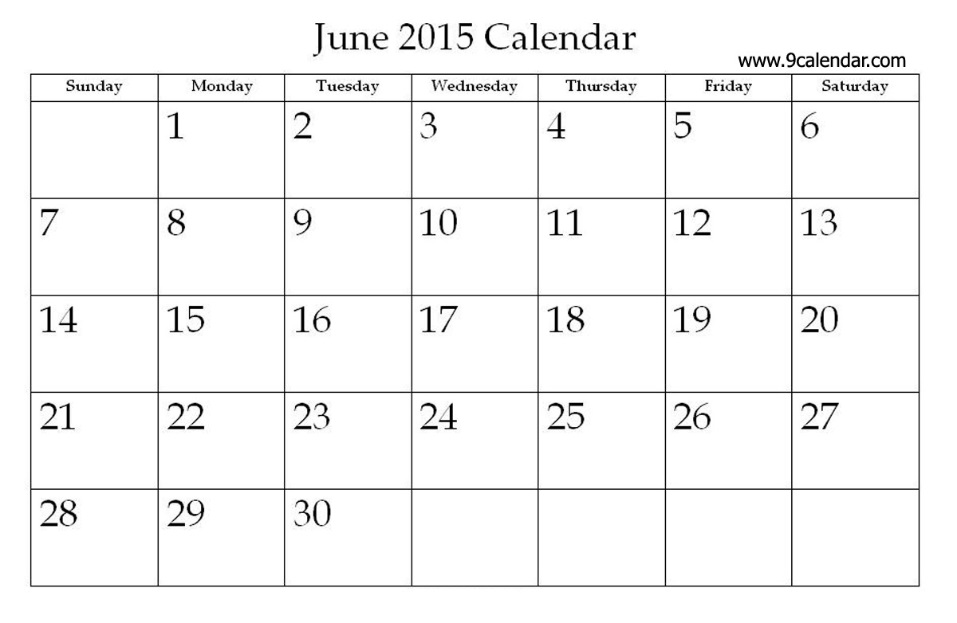 June 2015 Calendar
www.9calendar.com
Sunday Monday Tuesday Wednesday Thursday Friday Saturday
1 2 3 4 5 6
7 8 9 10 11 12 13
14 15 16 17 18 19 20
21 22 23 24 25 26 27
28 29 30